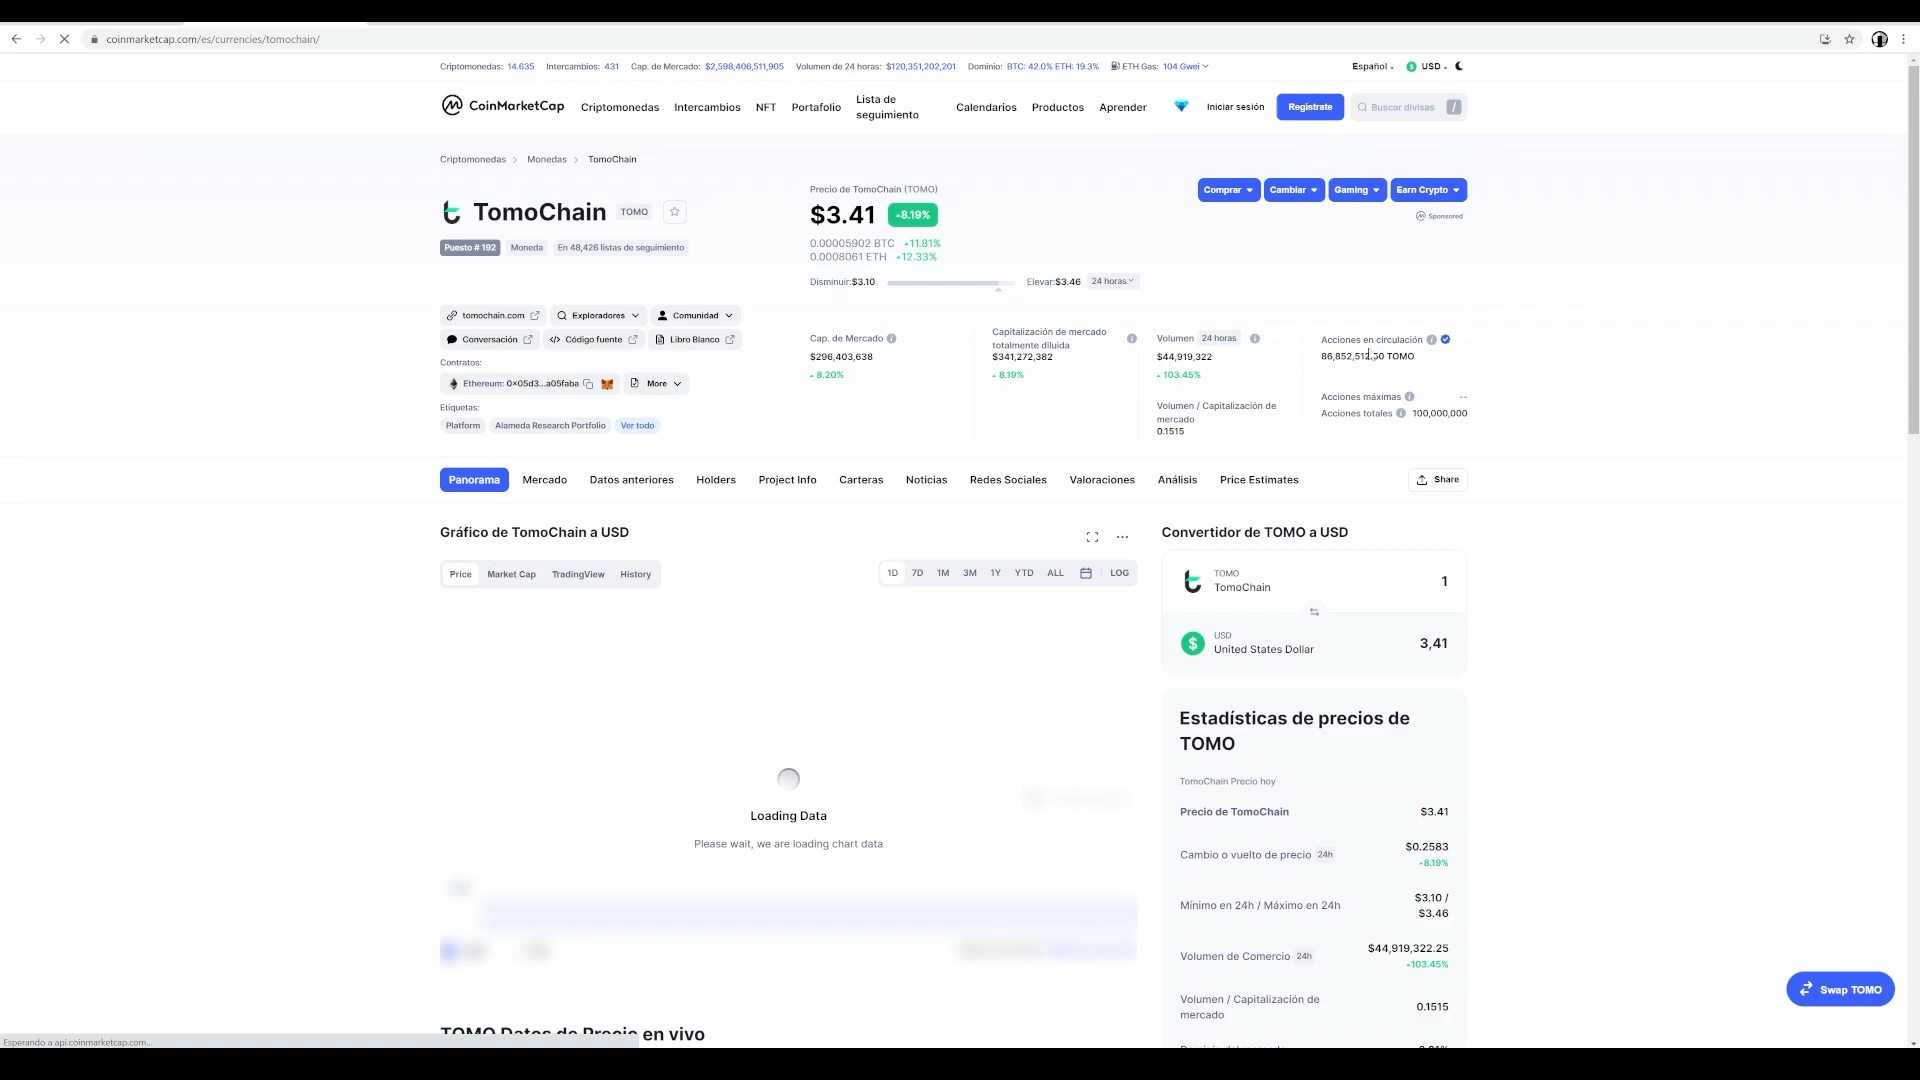 coinmarketcap.com/es/currencies/tomochain/
Criptomonedas: 14.635 Intercambios: 431 Cap. de Mercado: $2,598,406,511,905 Volumen de 24 horas: $120,351,202,201 Dominio: BTC: 42.0% ETH: 19.3% ETH Gas: 104 Gwei Español USD
CoinMarketCap Criptomonedas Intercambios NFT Portafolio Lista de seguimiento Calendarios Productos Aprender Iniciar sesión Regístrate Buscar divisas /
Criptomonedas > Monedas > TomoChain
TomoChain TOMO
Puesto # 192 Moneda En 48,426 listas de seguimiento
Precio de TomoChain (TOMO)
$3.41 8.19%
0.00005902 BTC 11.81%
0.0008061 ETH 12.33%
Disminuir:$3.10 Elevar:$3.46 24 horas
Comprar Cambiar Gaming Earn Crypto
Sponsored
tomochain.com Exploradores Comunidad
Conversación Código fuente Libro Blanco
Contratos:
Ethereum: 0x05d3...a05faba More
Etiquetas:
Platform Alameda Research Portfolio Ver todo
Cap. de Mercado
$296,403,638
8.20%
Capitalización de mercado
totalmente diluida
$341,272,382
8.19%
Volumen 24 horas
$44,919,322
103.45%
Volumen / Capitalización de
mercado
0.1515
Acciones en circulación
86,852,512.50 TOMO
Acciones máximas --
Acciones totales 100,000,000
Panorama Mercado Datos anteriores Holders Project Info Carteras Noticias Redes Sociales Valoraciones Análisis Price Estimates Share
Gráfico de TomoChain a USD
Price Market Cap TradingView History 1D 7D 1M 3M 1Y YTD ALL LOG
Loading Data
Please wait, we are loading chart data
Convertidor de TOMO a USD
TOMO
TomoChain 1
USD
United States Dollar 3,41
Estadísticas de precios de
TOMO
TomoChain Precio hoy
Precio de TomoChain $3.41
Cambio o vuelto de precio 24h $0.2583
8.19%
Mínimo en 24h / Máximo en 24h $3.10 /
$3.46
Volumen de Comercio 24h $44,919,322.25
103.45%
Volumen / Capitalización de
mercado 0.1515
Swap TOMO
TOMO Datos de Precio en vivo
Esperando a api.coinmarketcap.com...